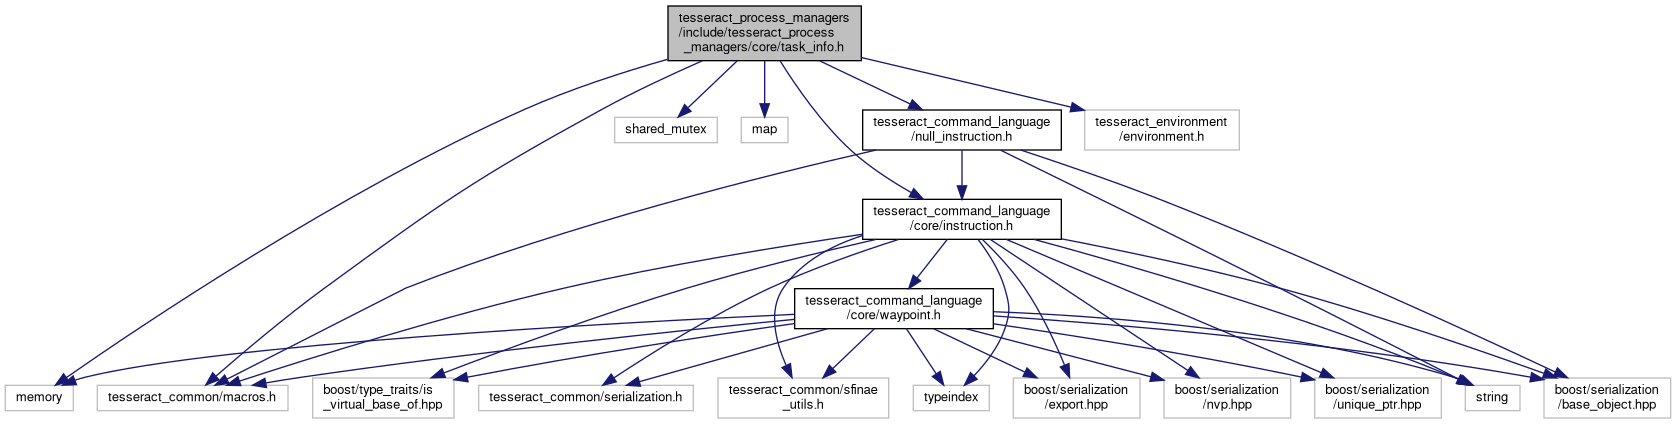 tesseract_process_managers
/include/tesseract_process
_managers/core/task_info.h
shared_mutex
map
tesseract_command_language
/null_instruction.h
tesseract_environment
/environment.h
tesseract_command_language
/core/instruction.h
tesseract_command_language
/core/waypoint.h
memory
tesseract_common/macros.h
boost/type_traits/is
_virtual_base_of.hpp
tesseract_common/serialization.h
tesseract_common/sfinae
_utils.h
typeindex
boost/serialization
/export.hpp
boost/serialization
/nvp.hpp
boost/serialization
/unique_ptr.hpp
string
boost/serialization
/base_object.hpp